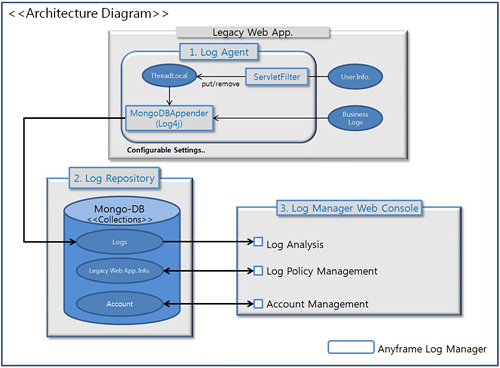 <<Architecture Diagram>>
Legacy Web App.
1. Log Agent
ThreadLocal
ServletFilter
User Info.
put/remove
MongoDBAppender
(Log4j)
Business
Logs
Configurable Settings..
2. Log Repository
Mongo-DB
<<Collections>>
Logs
Legacy Web App. Info.
Account
3. Log Manager Web Console
Log Analysis
Log Policy Management
Account Management
Anyframe Log Manager